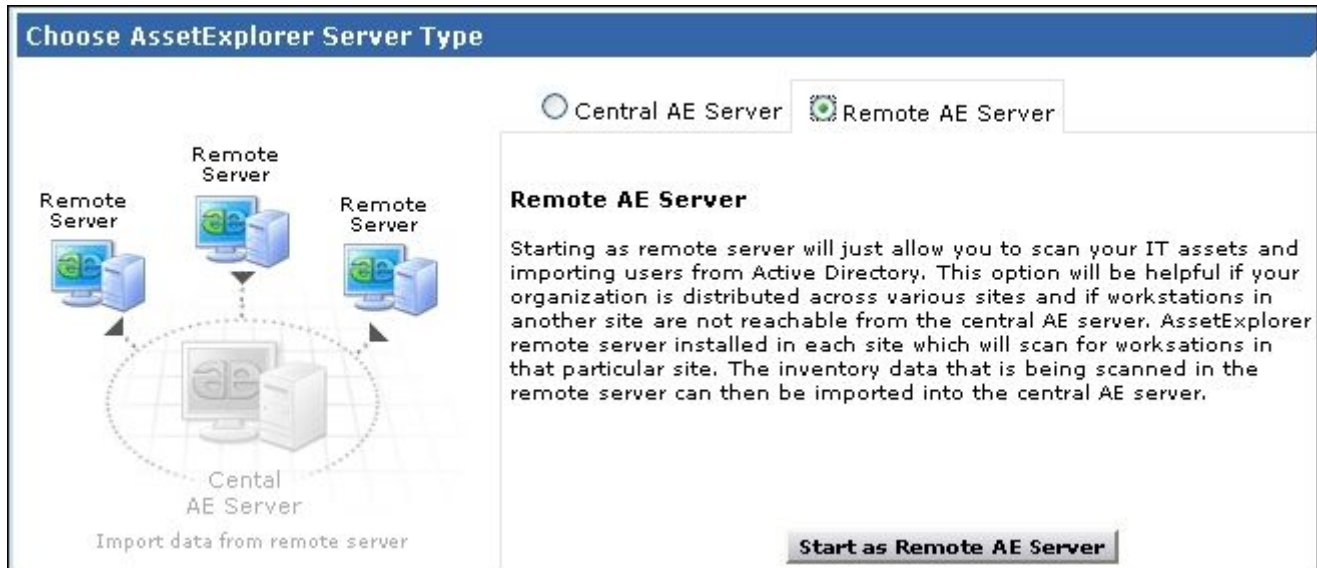 Choose AssetExplorer Server Type
Central AE Server
Remote AE Server
Remote
Server
Remote
Server
Remote
Server
Cental
AE Server
Import data from remote server
Remote AE Server
Starting as remote server will just allow you to scan your IT assets and
importing users from Active Directory. This option will be helpful if your
organization is distributed across various sites and if workstations in
another site are not reachable from the central AE server. AssetExplorer
remote server installed in each site which will scan for worksations in
that particular site. The inventory data that is being scanned in the
remote server can then be imported into the central AE server.
Start as Remote AE Server